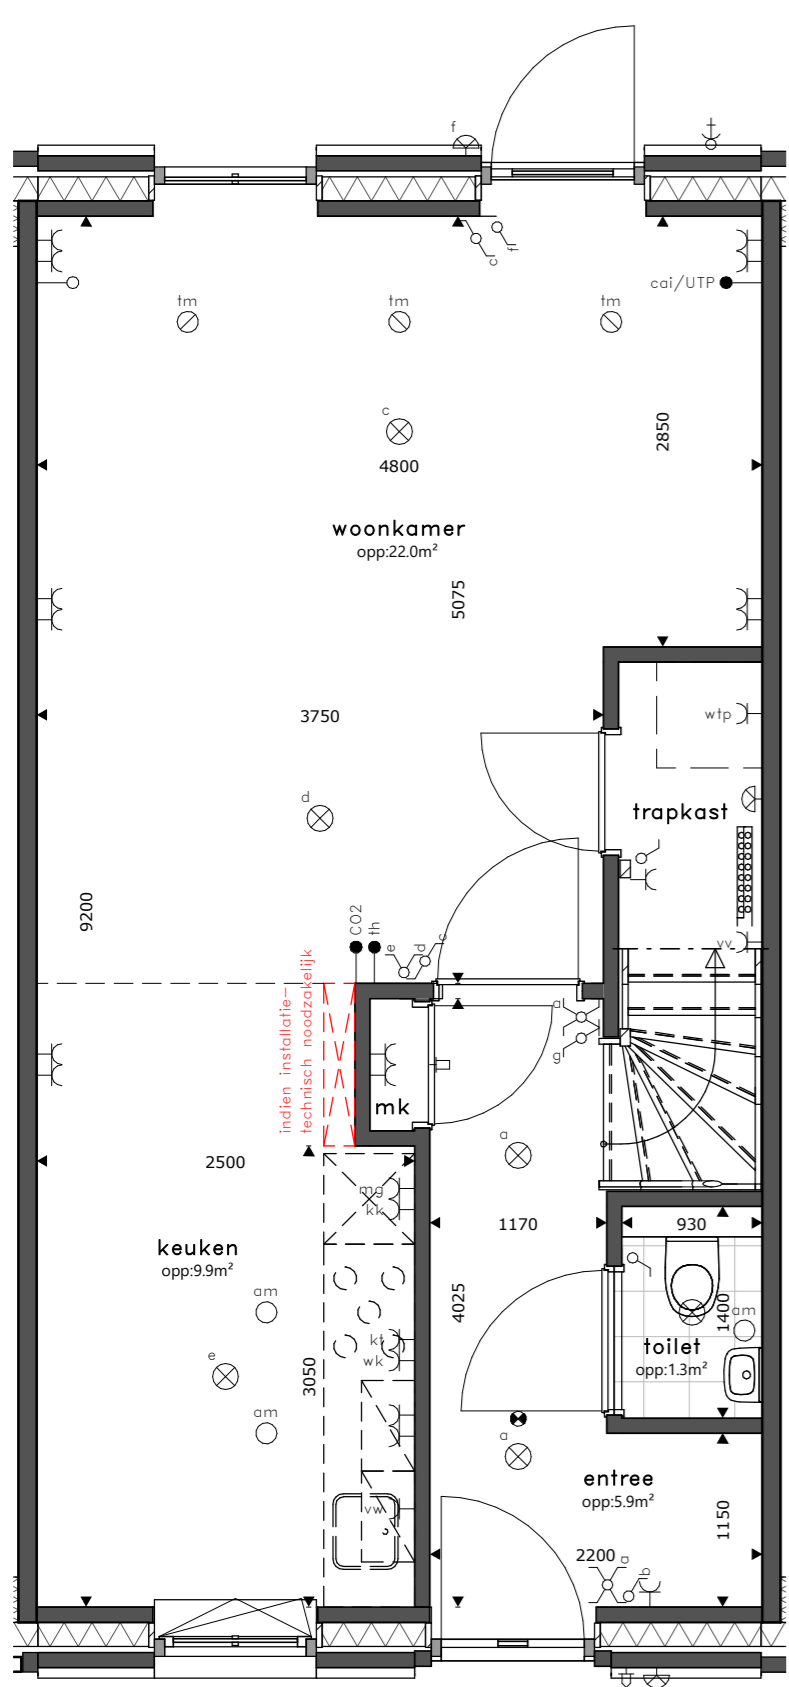 f
c
f
tm
tm
tm
cai/UTP
c
4800
2850
woonkamer
opp:22.0m²
5075
3750
wtp
d
trapkast
9200
CO2
th
e
d
c
vv
indien installatie-
technisch noodzakelijk
a
g
mk
a
2500
mg
kk
1170
930
keuken
opp:9.9m²
am
e
am
4025
1400
am
kt
wk
toilet
opp:1.3m²
3050
a
entree
opp:5.9m²
vw
1150
2200
a
b